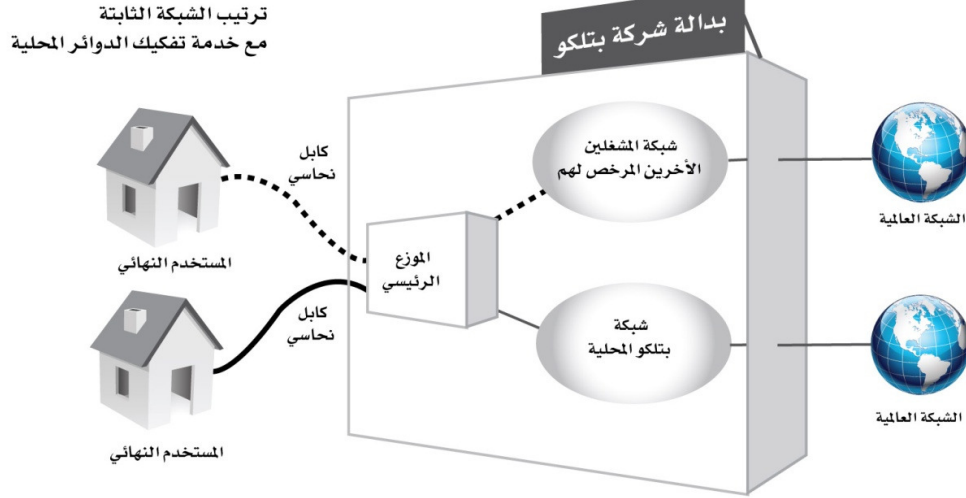 ترتيب الشبكة الثابتة
مع خدمة تفكيك الدوائر المحلية
بدالة شركة بتلكو
كابل
نحاسي
شبكة المشغلين
الأخرين المرخص لهم
الشبكة العالمية
المستخدم النهائي
الموزع
الرئيسي
كابل
نحاسي
شبكة
بتلكو المحلية
الشبكة العالمية
المستخدم النهائي